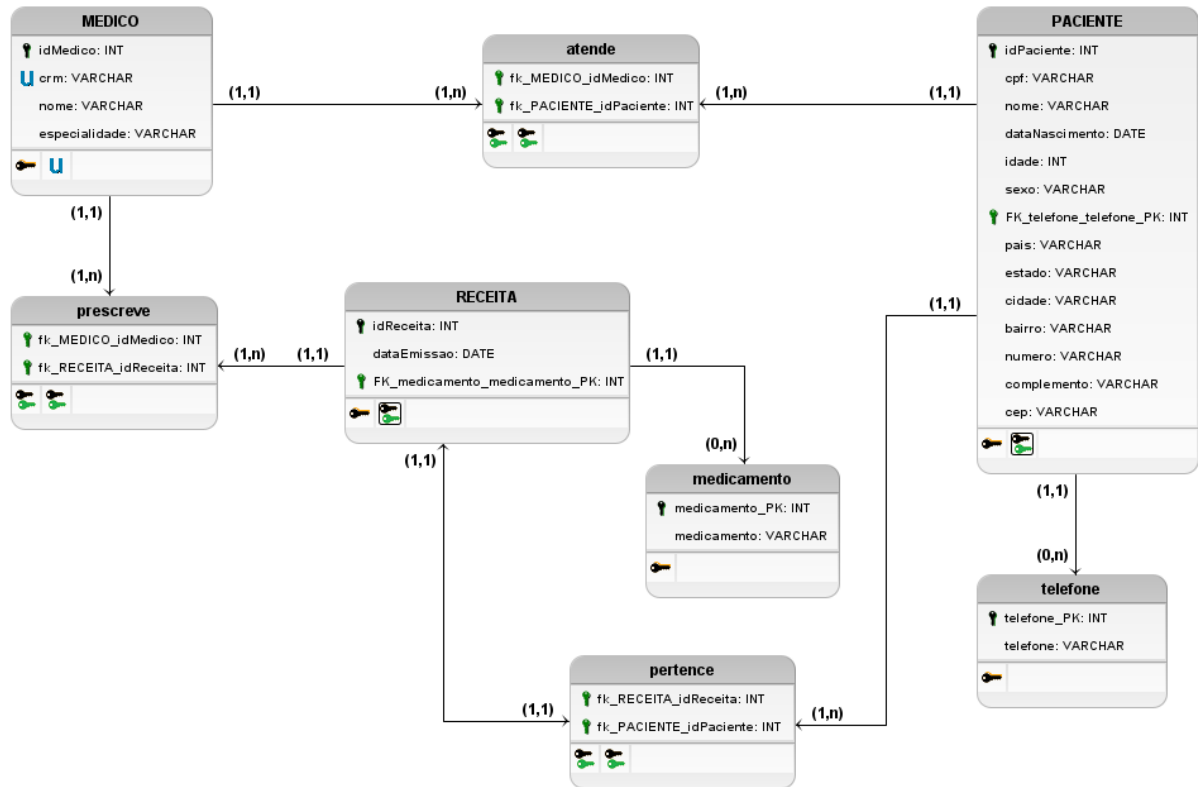 MEDICO
idMedico: INT
u crm: VARCHAR
nome: VARCHAR
especialidade: VARCHAR
u
(1,1)
(1,n)
atende
fk_MEDICO_idMedico: INT
fk_PACIENTE_idPaciente: INT
(1,n)
(1,1)
PACIENTE
idPaciente: INT
cpf: VARCHAR
nome: VARCHAR
dataNascimento: DATE
idade: INT
sexo: VARCHAR
FK_telefone_telefone_PK: INT
pais: VARCHAR
estado: VARCHAR
cidade: VARCHAR
bairro: VARCHAR
numero: VARCHAR
complemento: VARCHAR
cep: VARCHAR
(1,1)
(1,n)
prescreve
fk_MEDICO_idMedico: INT
fk_RECEITA_idReceita: INT
(1,n)
(1,1)
RECEITA
idReceita: INT
dataEmissao: DATE
FK_medicamento_medicamento_PK: INT
(1,1)
(0,n)
medicamento
medicamento_PK: INT
medicamento: VARCHAR
(1,1)
(1,1)
(1,1)
(1,n)
pertence
fk_RECEITA_idReceita: INT
fk_PACIENTE_idPaciente: INT
(1,1)
(0,n)
telefone
telefone_PK: INT
telefone: VARCHAR